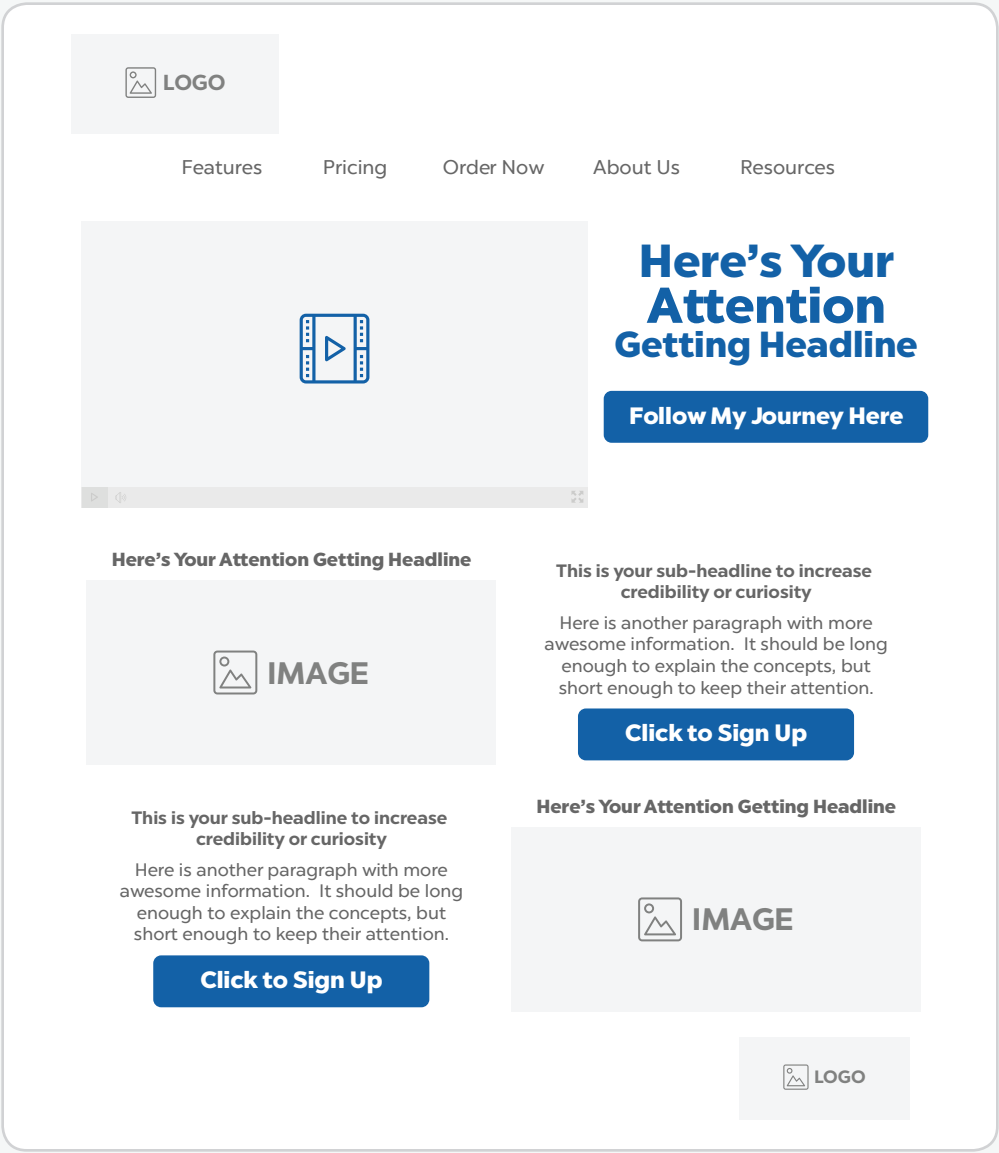 LOGO
Features Pricing Order Now About Us Resources
Here’s Your
Attention
Getting Headline
Follow My Journey Here
Here’s Your Attention Getting Headline
IMAGE
This is your sub-headline to increase
credibility or curiosity
Here is another paragraph with more
awesome information.  It should be long
enough to explain the concepts, but
short enough to keep their attention.
Click to Sign Up
This is your sub-headline to increase
credibility or curiosity
Here is another paragraph with more
awesome information.  It should be long
enough to explain the concepts, but
short enough to keep their attention.
Click to Sign Up
Here’s Your Attention Getting Headline
IMAGE
LOGO